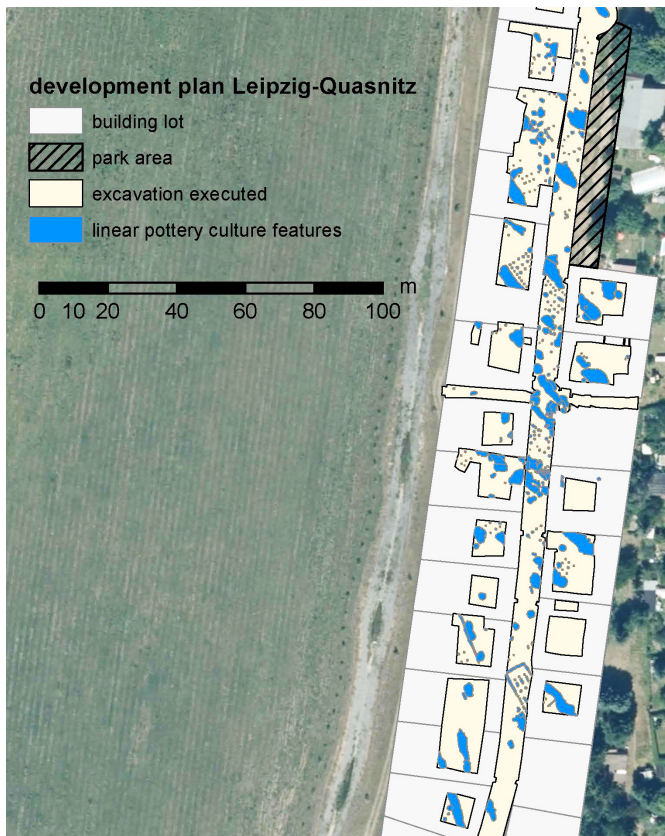 development plan Leipzig-Quasnitz
building lot
park area
excavation executed
linear pottery culture features
m
0 10 20 40 60 80 100